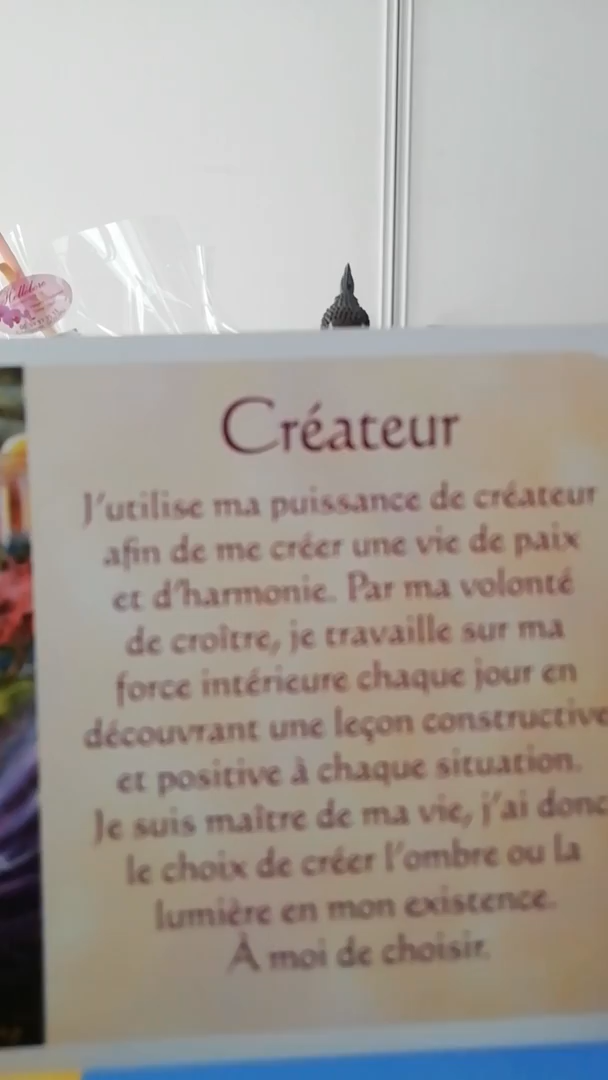 Hellébore
Créateur
J'utilise ma puissance de créateur
afin de me créer une vie de paix
et d'harmonie. Par ma volonté
de croître, je travaille sur ma
force intérieure chaque jour en
découvrant une leçon constructive
et positive à chaque situation.
Je suis maître de ma vie, j'ai donc
le choix de créer l'ombre ou la
lumière en mon existence.
À moi de choisir.